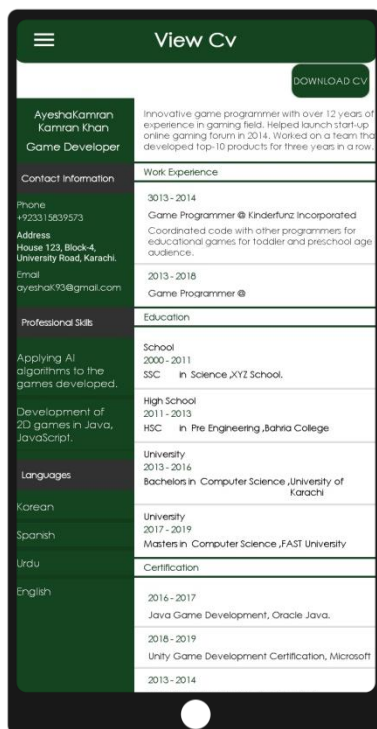 View Cv
DOWNLOAD CV
AyeshaKamran
Kamran Khan
Game Developer
Contact Information
Phone
+923315839573
Address
House 123, Block-4,
University Road, Karachi.
Email
ayeshaK93@gmail.com
Professional Skills
Applying AI
algorithms to the
games developed.
Development of
2D games in Java,
JavaScript.
Languages
Korean
Spanish
Urdu
English
Innovative game programmer with over 12 years of
experience in gaming field. Helped launch start-up
online gaming forum in 2014. Worked on a team tha
developed top-10 products for three years in a row.
Work Experience
3013 - 2014
Game Programmer @ Kinderfunz Incorporated
Coordinated code with other programmers for
educational games for toddler and preschool age
audience.
2013 - 2018
Game Programmer @
Education
School
2000 - 2011
SSC in Science ,XYZ School.
High School
2011 - 2013
HSC in Pre Engineering ,Bahria College
University
2013 - 2016
Bachelors in Computer Science ,University of
Karachi
University
2017 - 2019
Masters in Computer Science ,FAST University
Certification
2016 - 2017
Java Game Development, Oracle Java.
2018 - 2019
Unity Game Development Certification, Microsoft
2013 - 2014